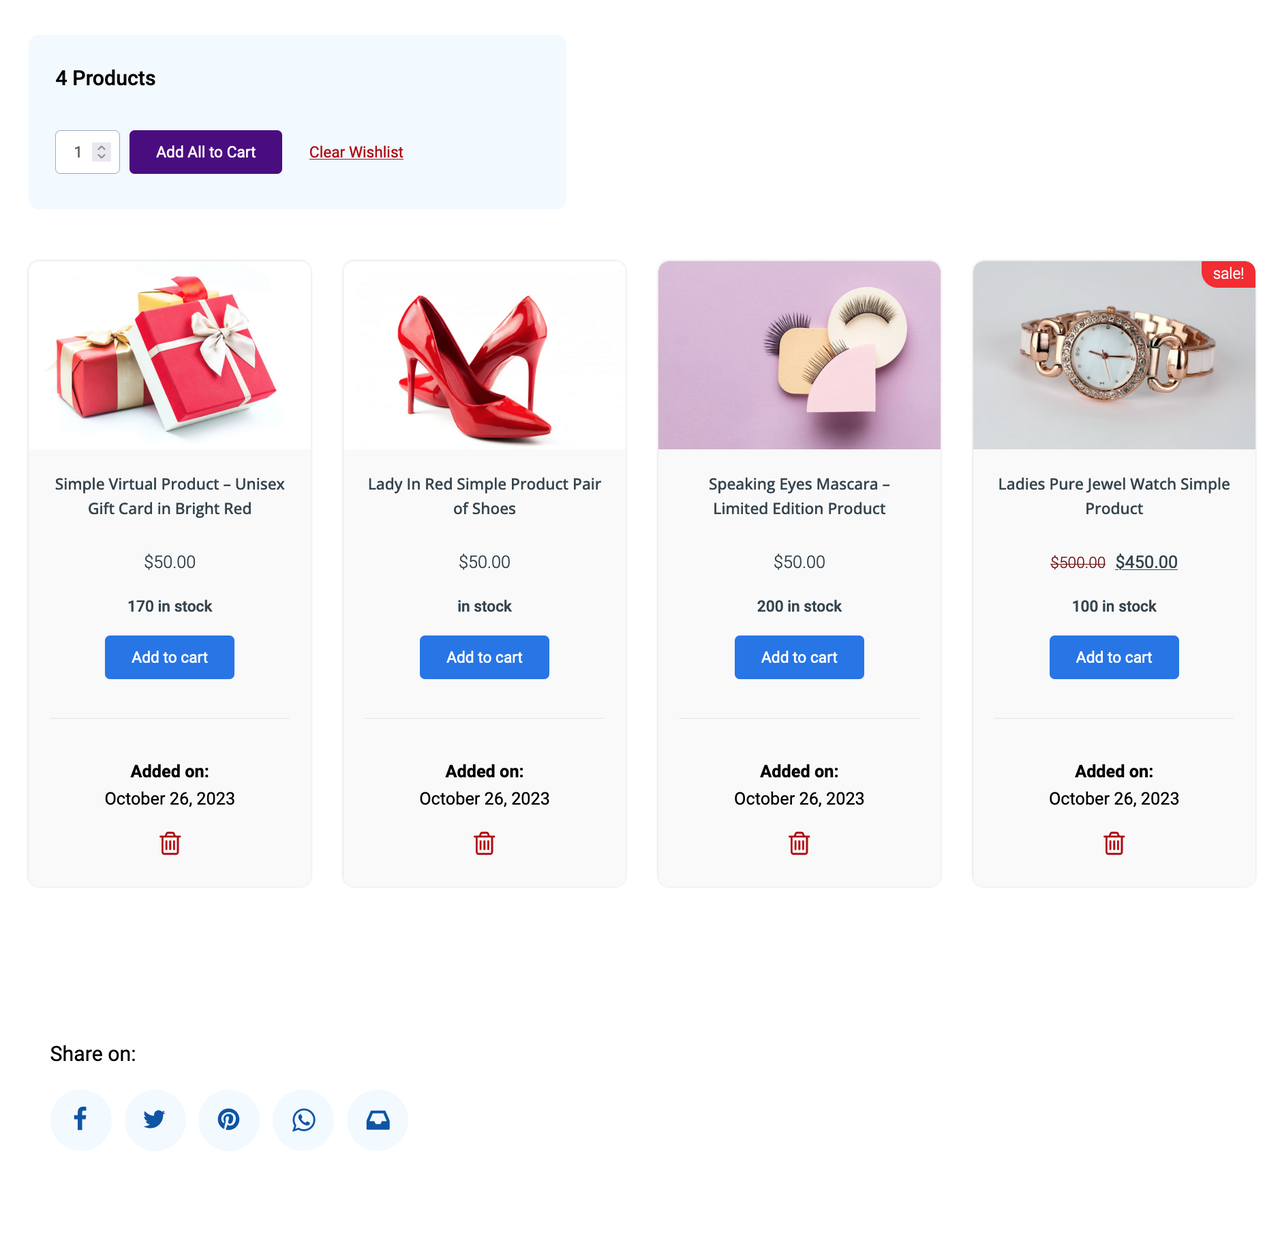 4 Products
1
Add All to Cart
Clear Wishlist
sale!
Simple Virtual Product – Unisex
Gift Card in Bright Red
$50.00
170 in stock
Add to cart
Added on:
October 26, 2023
Lady In Red Simple Product Pair
of Shoes
$50.00
in stock
Add to cart
Added on:
October 26, 2023
Speaking Eyes Mascara –
Limited Edition Product
$50.00
200 in stock
Add to cart
Added on:
October 26, 2023
Ladies Pure Jewel Watch Simple
Product
$500.00 $450.00
100 in stock
Add to cart
Added on:
October 26, 2023
Share on: